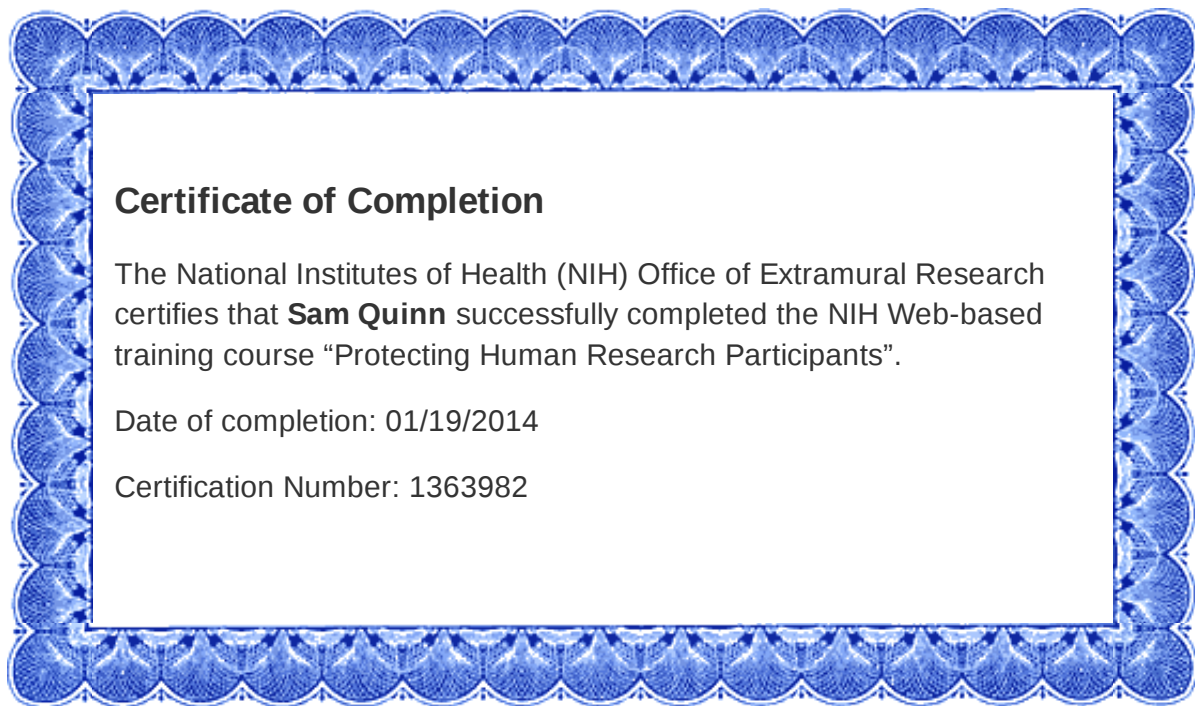 Certificate of Completion
The National Institutes of Health (NIH) Office of Extramural Research
certifies that Sam Quinn successfully completed the NIH Web-based
training course “Protecting Human Research Participants”.
Date of completion: 01/19/2014
Certification Number: 1363982